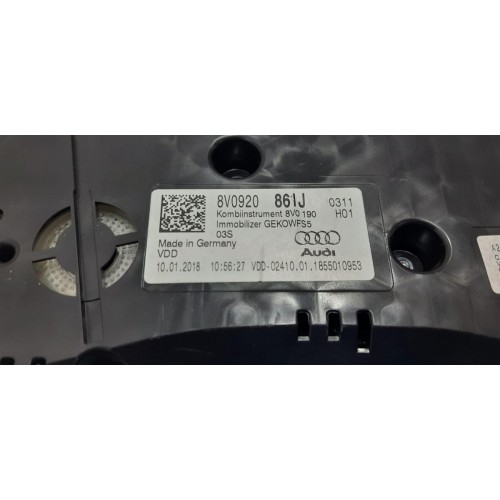 8V0920 861J 0311
Kombiinstrument 8V0 190 H01
Immobilizer GEKOWFS5
03S
Made in Germany
VDD Audi
10.01.2018 10:56:27 VDD-02410.01.1855010953
A2